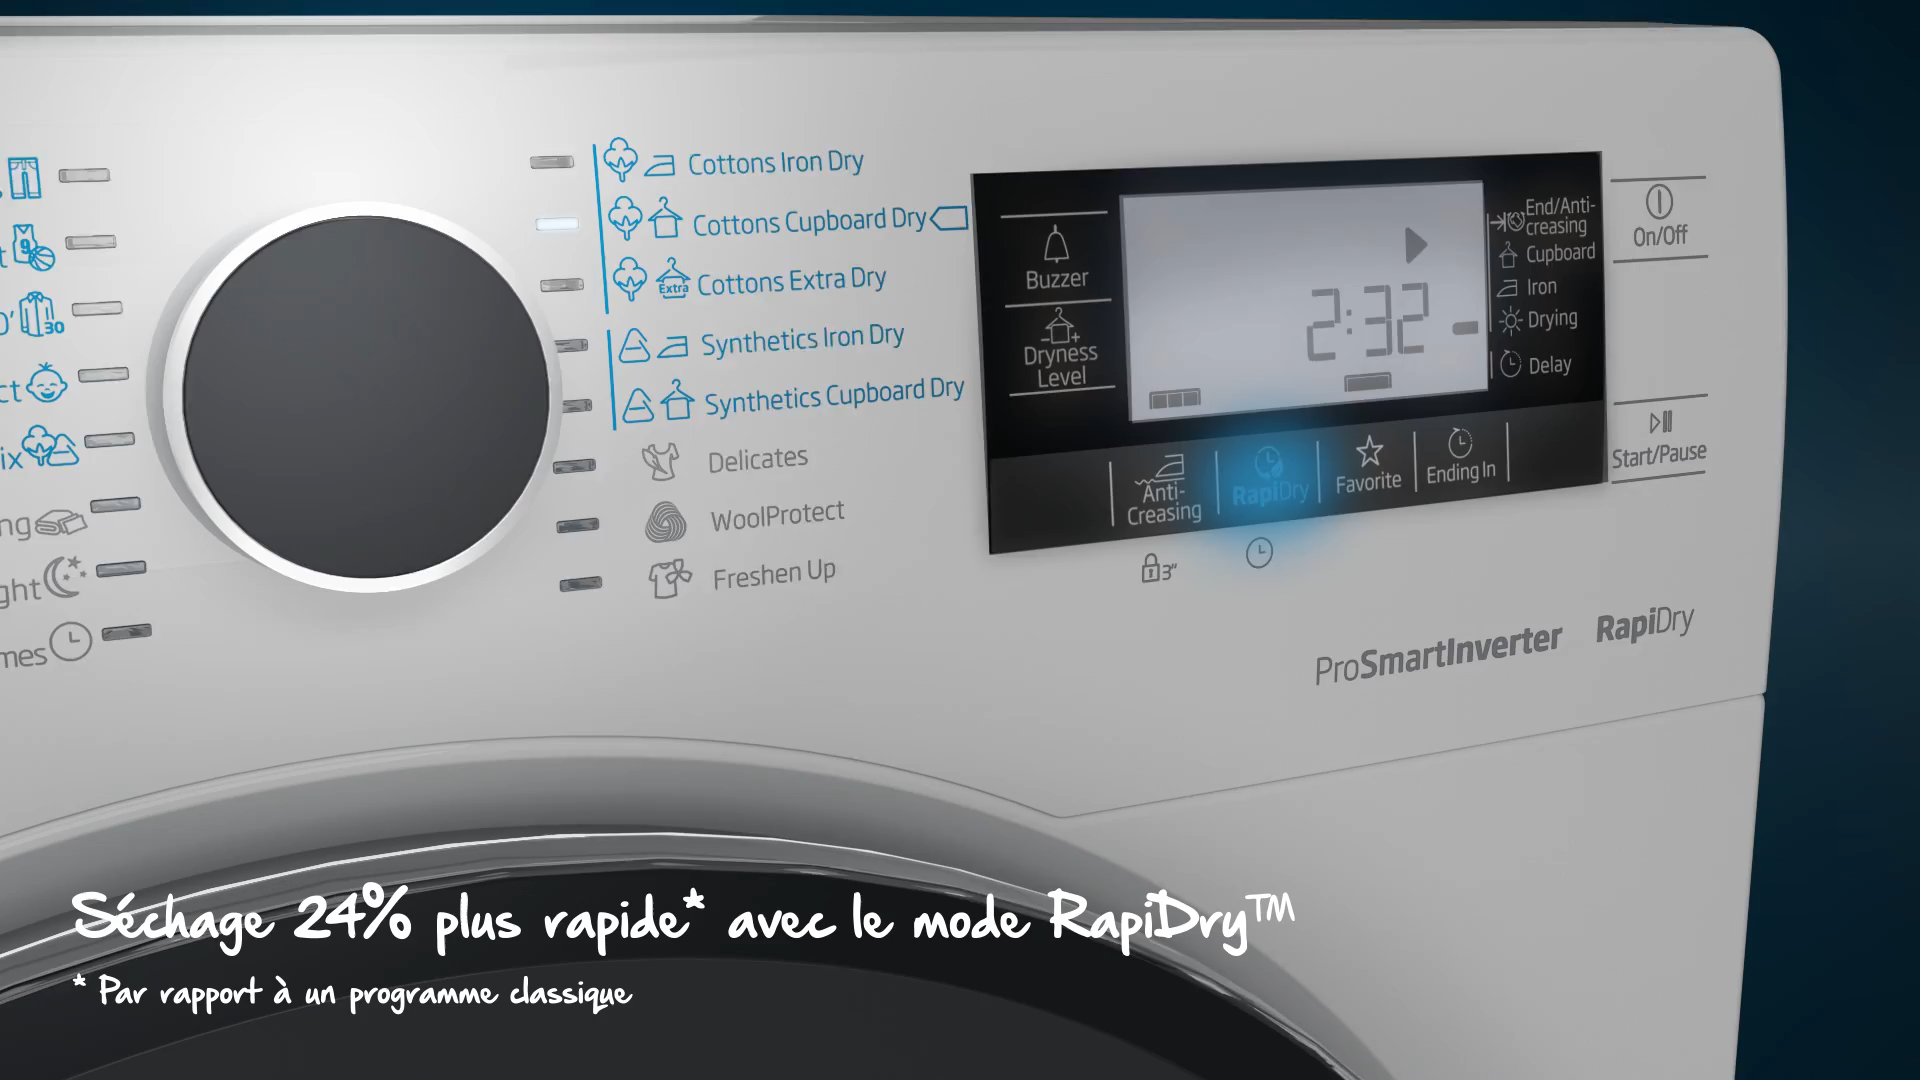 Cottons Iron Dry
Cottons Cupboard Dry
Extra
Cottons Extra Dry
Synthetics Iron Dry
Synthetics Cupboard Dry
Delicates
WoolProtect
Freshen Up
9
30
Buzzer
Dryness
Level
2:32
End/Anti-
creasing
Cupboard
Iron
Drying
Delay
On/Off
Start/Pause
Anti-
Creasing
RapiDry
Favorite
Ending In
3"
ProSmartInverter
RapiDry
Séchage 24% plus rapide* avec le mode RapiDry™
* Par rapport à un programme classique